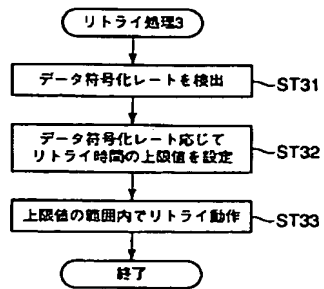 リトライ処理3
データ符号化レートを検出
ST31
データ符号化レート応じて
リトライ時間の上限値を設定
ST32
上限値の範囲内でリトライ動作
ST33
終了